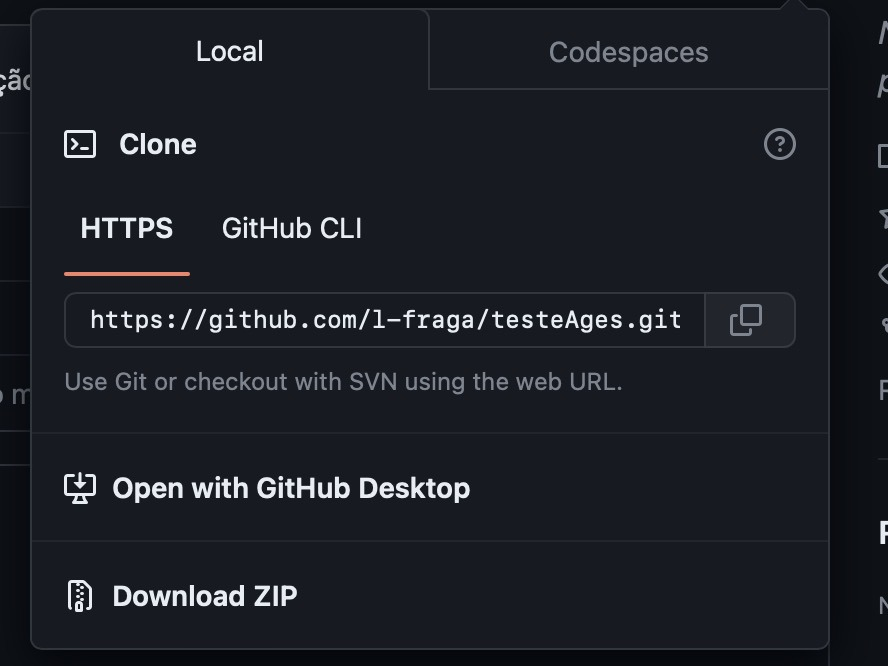 Local
Codespaces
Clone
HTTPS
GitHub CLI
https://github.com/l-fraga/testeAges.git
Use Git or checkout with SVN using the web URL.
Open with GitHub Desktop
Download ZIP